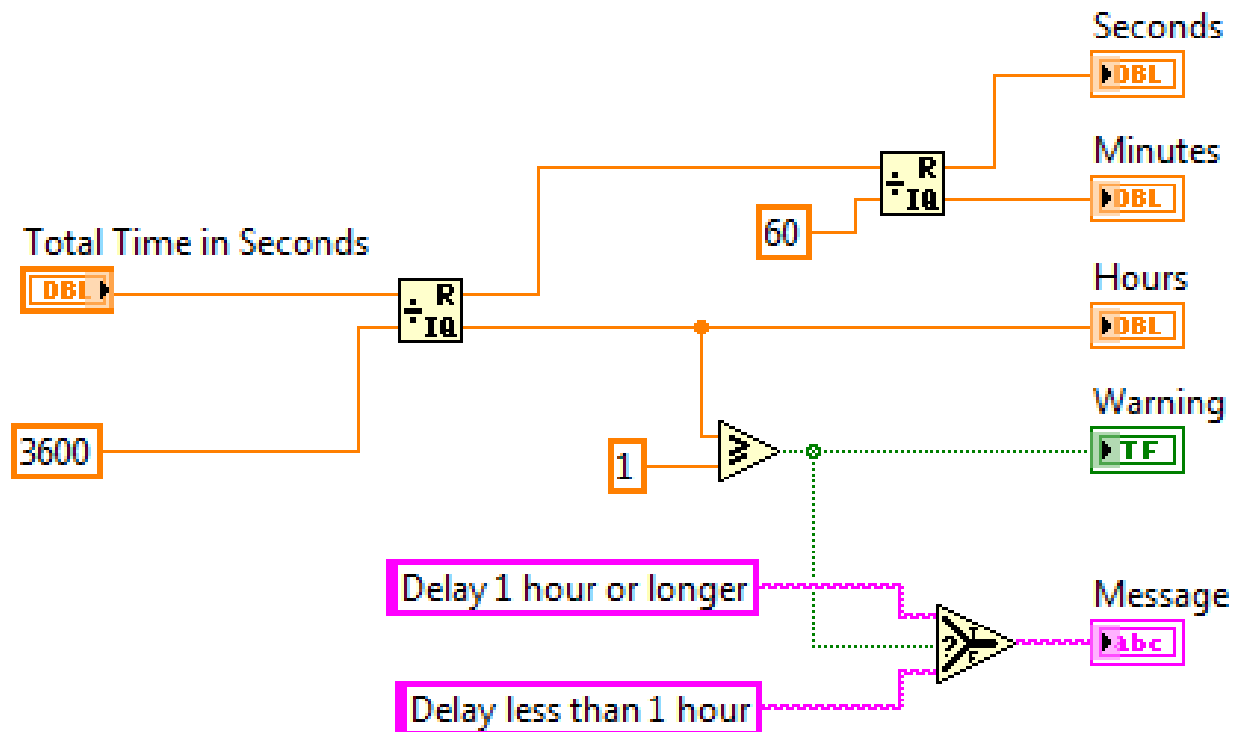 Seconds
DBL
Minutes
R
IQ
DBL
60
Total Time in Seconds
DBL
R
IQ
Hours
DBL
Warning
3600
1
TF
Delay 1 hour or longer
Message
?
T
F
abc
Delay less than 1 hour